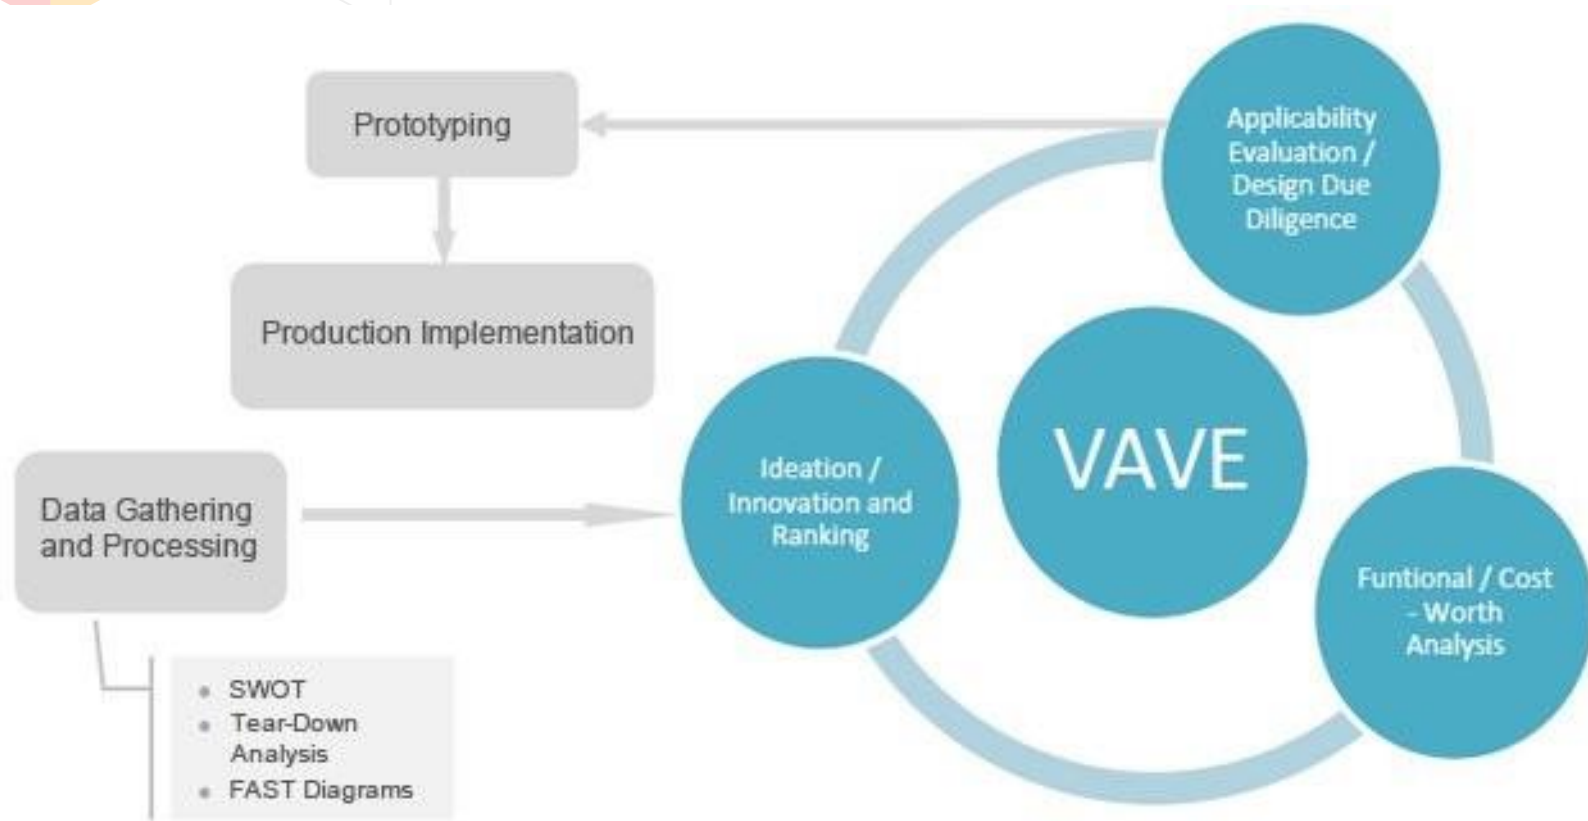 Prototyping
Production Implementation
Data Gathering
and Processing
SWOT
Tear-Down
Analysis
FAST Diagrams
Applicability
Evaluation /
Design Due
Diligence
VAVE
Ideation /
Innovation and
Ranking
Funtional / Cost
- Worth
Analysis